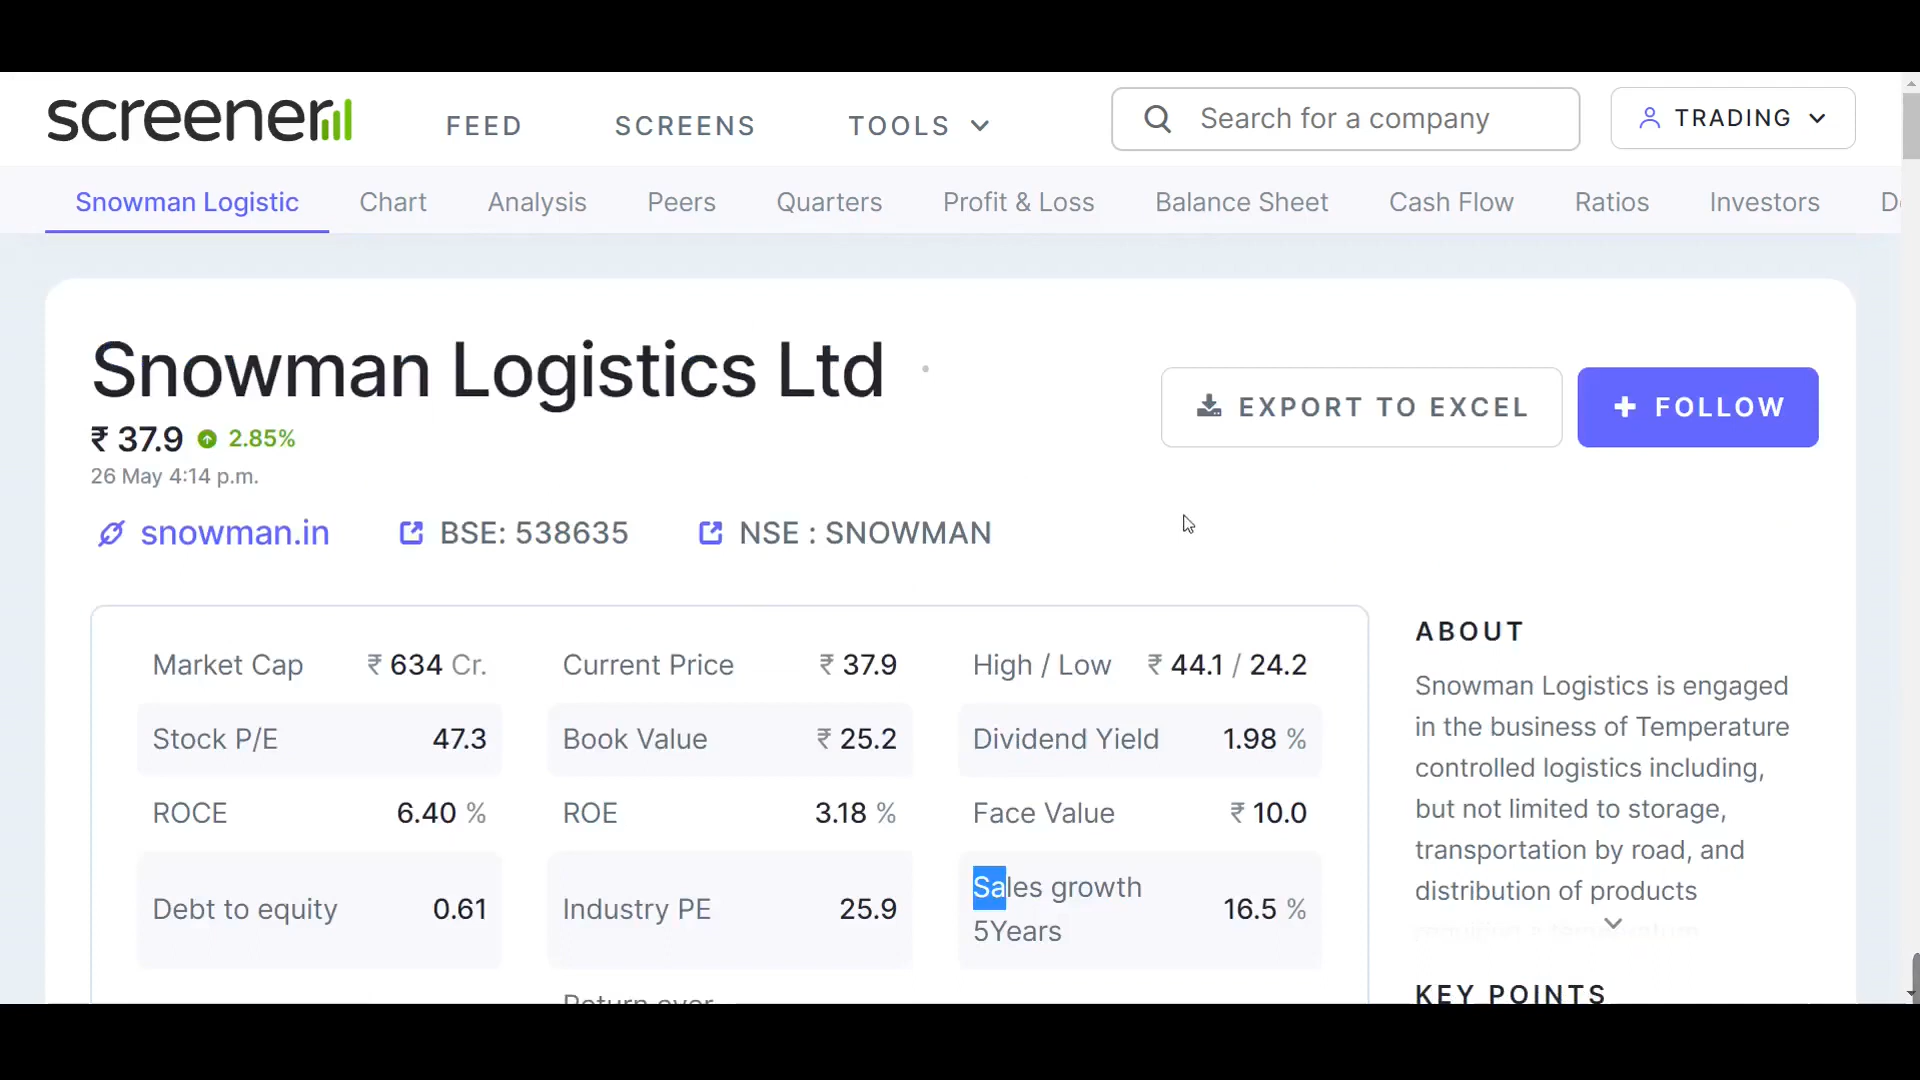 screener
FEED SCREENS TOOLS
Search for a company
TRADING
Snowman Logistic Chart Analysis Peers Quarters Profit & Loss Balance Sheet Cash Flow Ratios Investors
Snowman Logistics Ltd
₹ 37.9 2.85%
26 May 4:14 p.m.
EXPORT TO EXCEL
+ FOLLOW
snowman.in BSE: 538635 NSE : SNOWMAN
Market Cap ₹ 634 Cr. Current Price ₹ 37.9 High / Low ₹ 44.1 / 24.2
Stock P/E 47.3 Book Value ₹ 25.2 Dividend Yield 1.98 %
ROCE 6.40 % ROE 3.18 % Face Value ₹ 10.0
Debt to equity 0.61 Industry PE 25.9 Sales growth 5Years 16.5 %
Return over
ABOUT
Snowman Logistics is engaged
in the business of Temperature
controlled logistics including,
but not limited to storage,
transportation by road, and
distribution of products
KEY POINTS